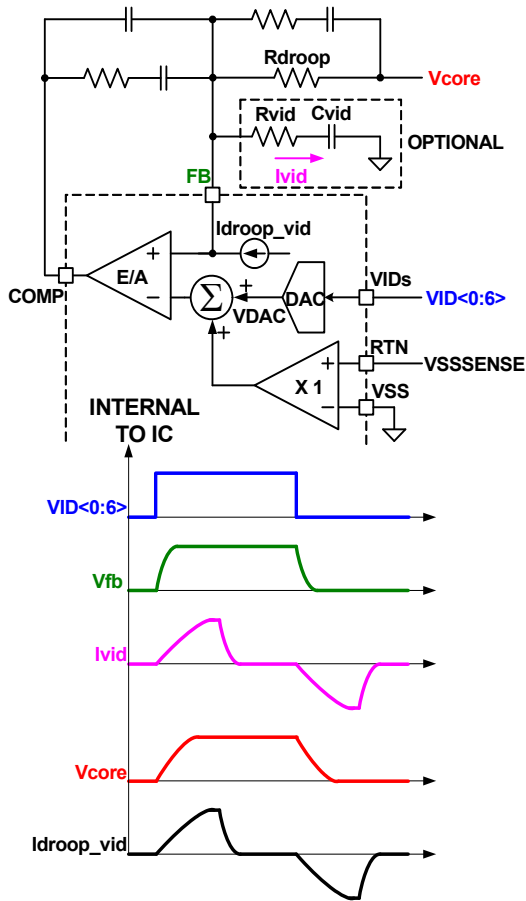 Rdroop
Vcore
Rvid
Cvid
OPTIONAL
Ivid
FB
Idroop_vid
E/A
+
−
Σ
+
+
VDAC
DAC
VIDs
VID<0:6>
COMP
RTN
VSSSENSE
+
X 1
−
VSS
INTERNAL
TO IC
VID<0:6>
Vfb
Ivid
Vcore
Idroop_vid